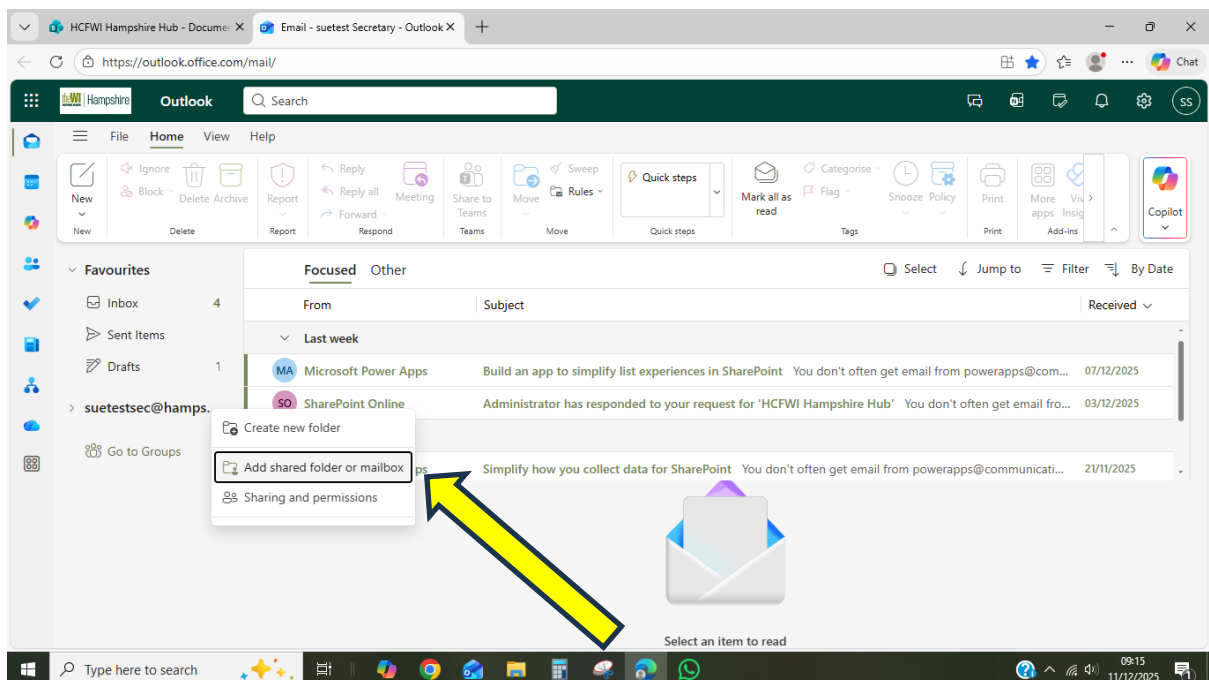 HCFWI Hampshire Hub - Documer
Email - suetest Secretary - Outlook
https://outlook.office.com/mail/
Chat
theWI Hampshire
Outlook
Search
SS
File Home View Help
New
Ignore
Block
Delete Archive
Report
Reply
Reply all
Forward
Meeting
Share to Teams
Move
Sweep
Rules
Quick steps
Mark all as read
Categorise
Flag
Snooze Policy
Print
More apps
Viv Insig
Copilot
New Delete Report Respond Teams Move Quick steps Tags Print Add-ins
Favourites
Inbox 4
Sent Items
Drafts 1
suetestsec@hamps.
Go to Groups
Create new folder
Add shared folder or mailbox
Sharing and permissions
Focused Other
Select Jump to Filter By Date
From Subject Received
Last week
MA Microsoft Power Apps Build an app to simplify list experiences in SharePoint You don't often get email from powerapps@com... 07/12/2025
SO SharePoint Online Administrator has responded to your request for 'HCFWI Hampshire Hub' You don't often get email fro... 03/12/2025
ps Simplify how you collect data for SharePoint You don't often get email from powerapps@communicati... 21/11/2025
Select an item to read
Type here to search
09:15
11/12/2025